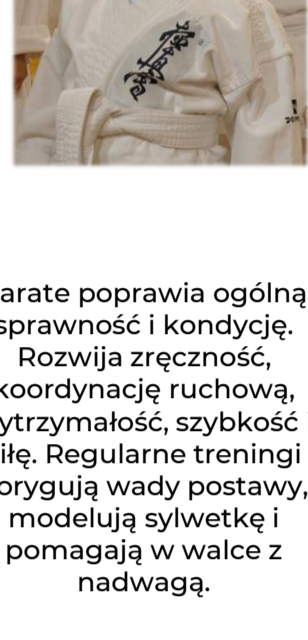 arate poprawia ogólną
sprawność i kondycję.
Rozwija zręczność,
koordynację ruchową,
ytrzymałość, szybkość
iłę. Regularne treningi
orygują wady postawy,
modelują sylwetkę i
pomagają w walce z
nadwagą.